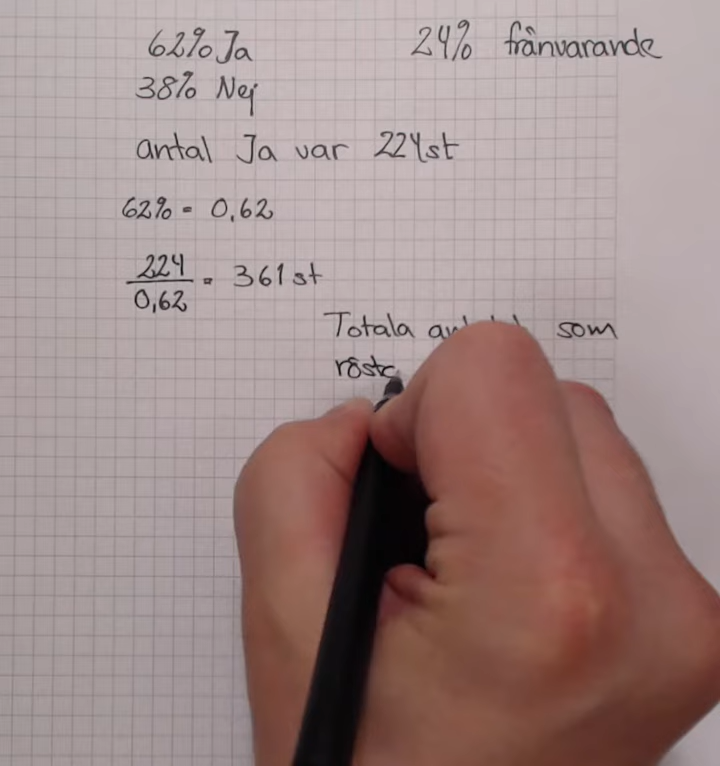 62% Ja
24% frånvarande
38% Nej
antal Ja var 224st
62% = 0,62
224
0,62
= 361st
Totala som